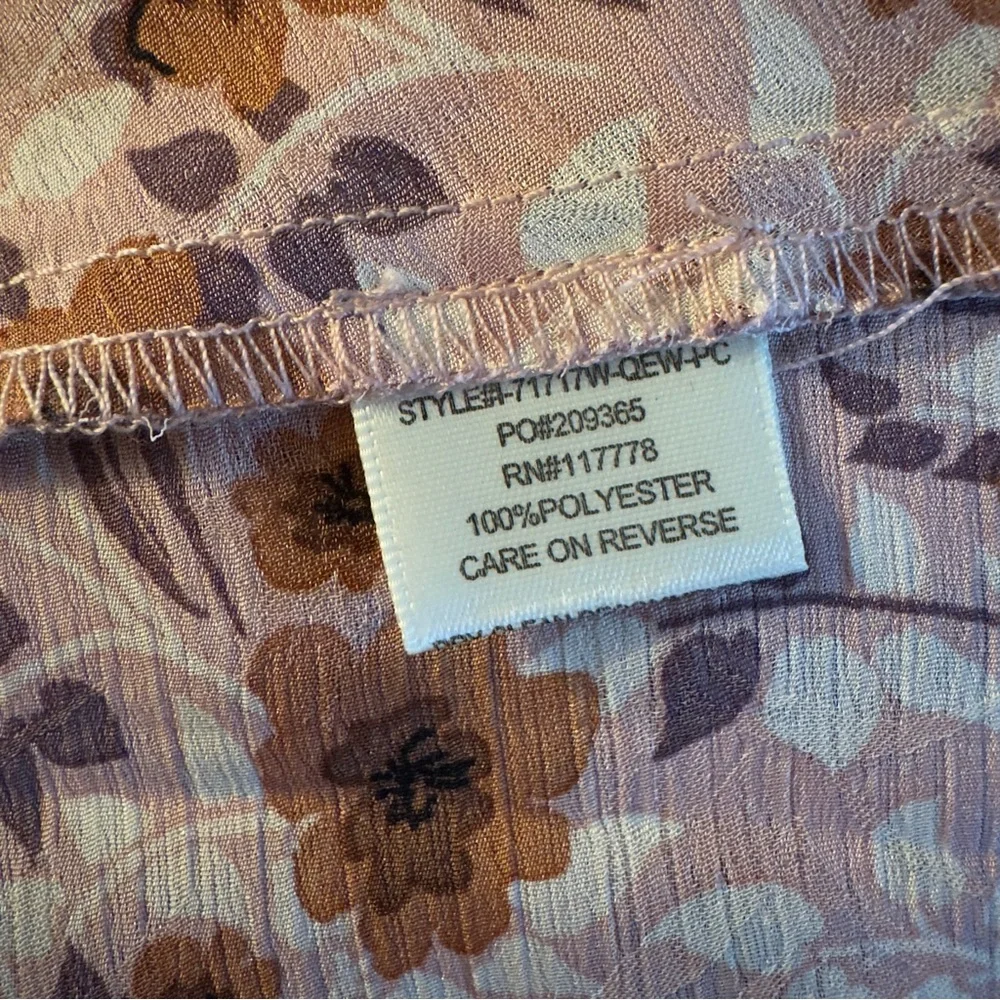 STYLE#I-71717W-QEW-PC
PO#209365
RN#117778
100%POLYESTER
CARE ON REVERSE